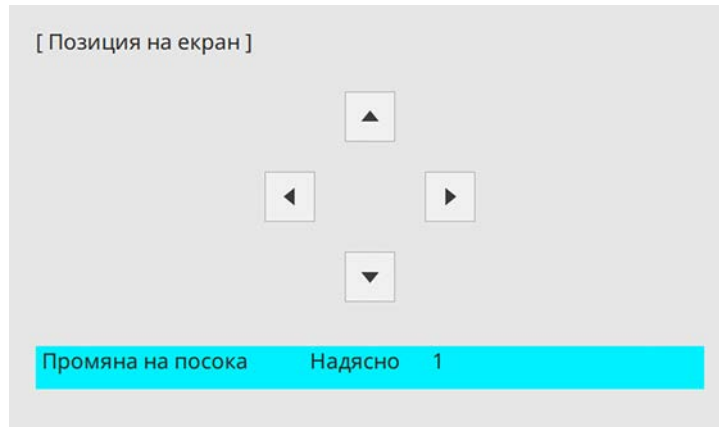 [ Позиция на екран ]
Промяна на посока Надясно 1